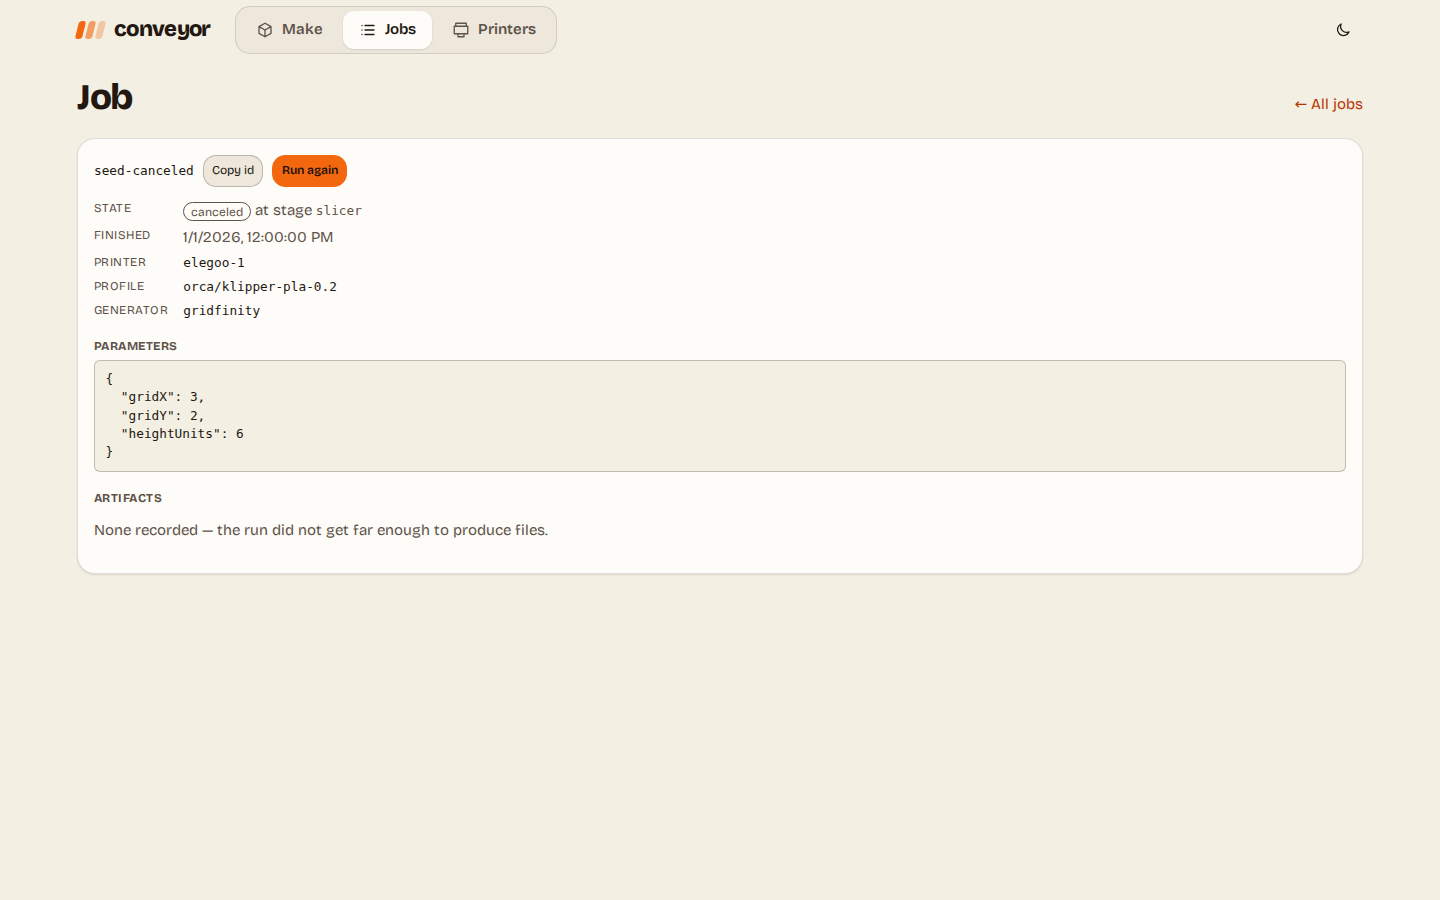 conveyor
Make
Jobs
Printers
Job
← All jobs
seed-canceled Copy id Run again
STATE canceled at stage slicer
FINISHED 1/1/2026, 12:00:00 PM
PRINTER elegoo-1
PROFILE orca/klipper-pla-0.2
GENERATOR gridfinity
PARAMETERS
{
"gridX": 3,
"gridY": 2,
"heightUnits": 6
}
ARTIFACTS
None recorded — the run did not get far enough to produce files.